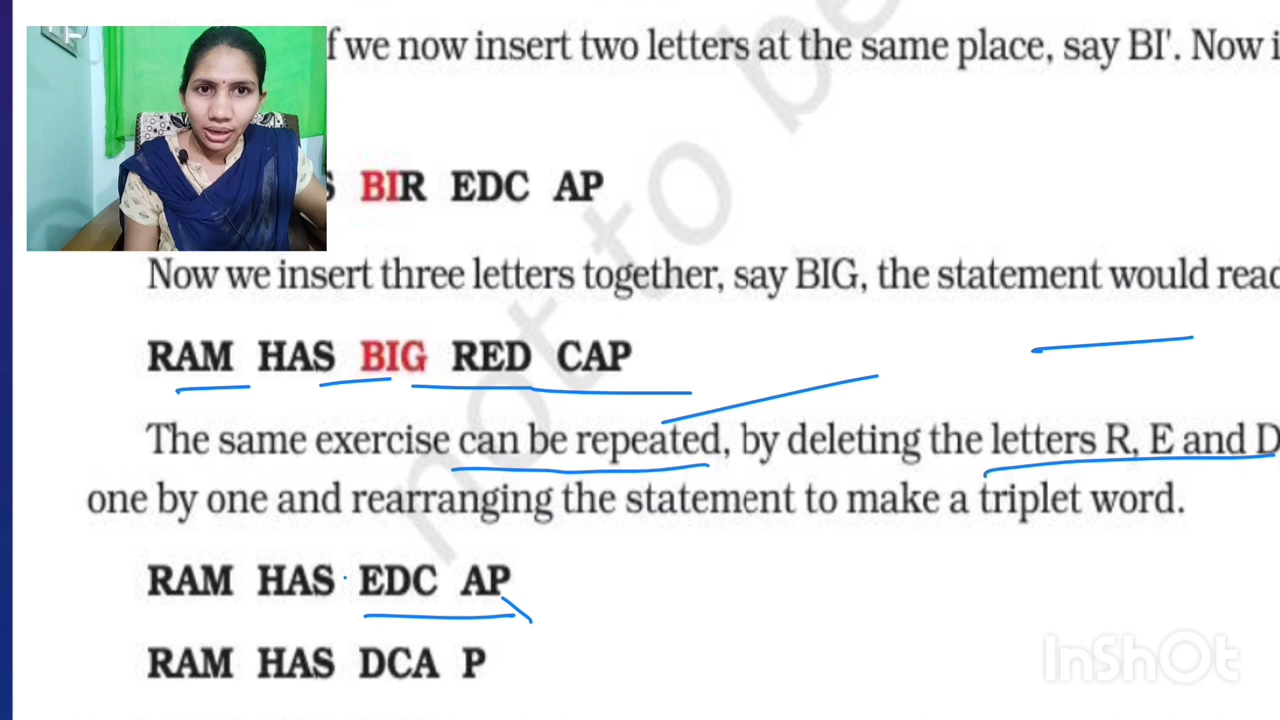 f we now insert two letters at the same place, say BI'. Now i
BIR EDC AP
Now we insert three letters together, say BIG, the statement would read
RAM HAS BIG RED CAP
The same exercise can be repeated, by deleting the letters R, E and D
one by one and rearranging the statement to make a triplet word.
RAM HAS EDC AP
RAM HAS DCA P
not to be
InShOt